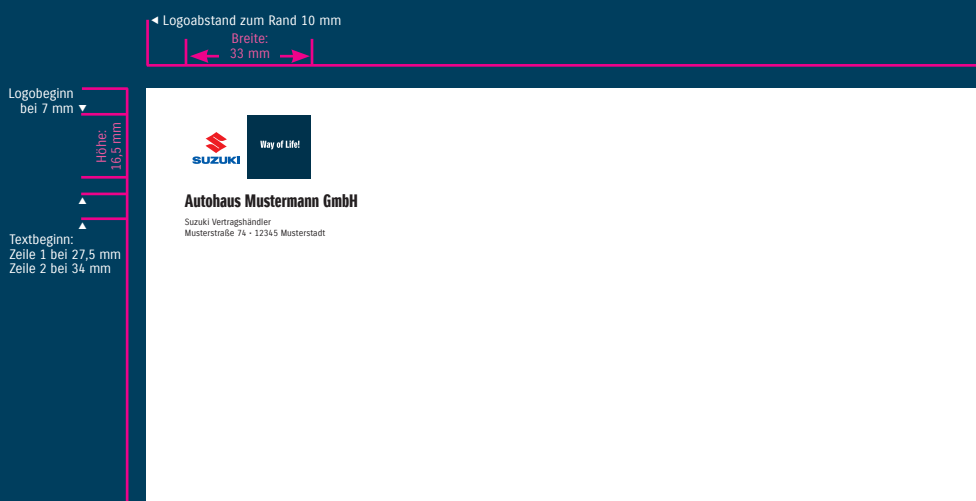 Logoabstand zum Rand 10 mm
Breite:
33 mm
Logobeginn
bei 7 mm
Höhe:
16,5 mm
SUZUKI
Way of Life!
Autohaus Mustermann GmbH
Suzuki Vertragshändler
Musterstraße 74 · 12345 Musterstadt
Textbeginn:
Zeile 1 bei 27,5 mm
Zeile 2 bei 34 mm